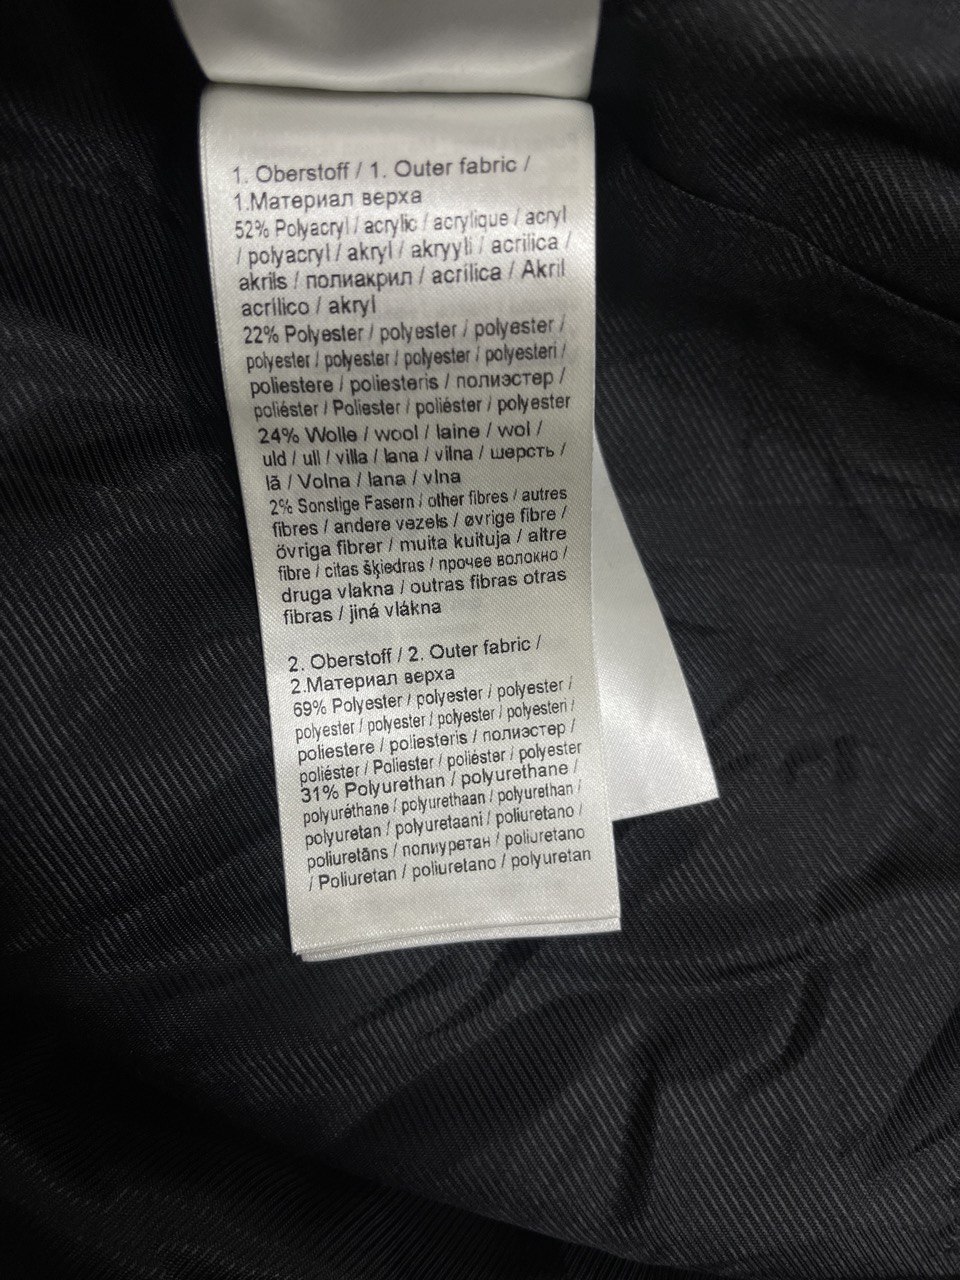 1. Oberstoff / 1. Outer fabric /
1.Материал верха
52% Polyacryl / acrylic / acrylique / acryl
/ polyacryl / akryl / akryyli / acrilica /
akrils / полиакрил / acrílica / Akril
acrílico / akryl
22% Polyester / polyester / polyester /
polyester / polyester / polyester / polyesteri /
poliestere / poliesteris / полиэстер /
poliéster / Poliester / poliéster / polyester
24% Wolle / wool / laine / wol /
uld / ull / villa / lana / vilna / шерсть /
lã / Volna / lana / vlna
2% Sonstige Fasern / other fibres / autres
fibres / andere vezels / øvrige fibre /
övriga fibrer / muita kuituja / altre
fibre / citas šķiedras / прочее волокно /
druga vlakna / outras fibras otras
fibras / jiná vlákna
2. Oberstoff / 2. Outer fabric /
2.Материал верха
69% Polyester / polyester / polyester /
polyester / polyester / polyester / polyesteri /
poliestere / poliesteris / полиэстер /
poliéster / Poliester / poliéster / polyester
31% Polyurethan / polyurethane /
polyuréthane / polyurethaan / polyurethan /
polyuretan / polyuretaani / poliuretano /
poliuretāns / полиуретан / poliuretano
/ Poliuretan / poliuretano / polyuretan